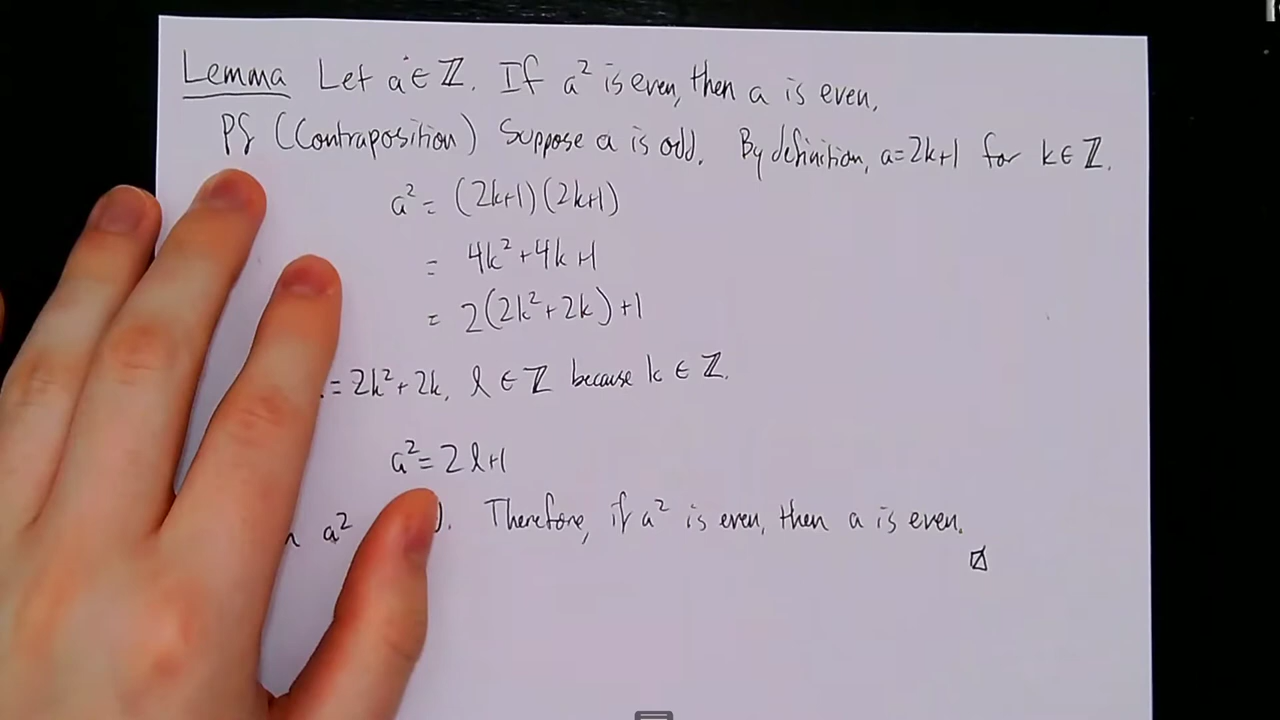 Lemma Let a ∈ ℤ. If a² is even, then a is even.
Pf (Contraposition) Suppose a is odd. By definition, a=2k+1 for k ∈ ℤ.
a² = (2k+1)(2k+1)
= 4k²+4k+1
= 2(2k²+2k)+1
= 2k²+2k, l ∈ ℤ because k ∈ ℤ.
a² = 2l+1
a² . Therefore, if a² is even, then a is even.